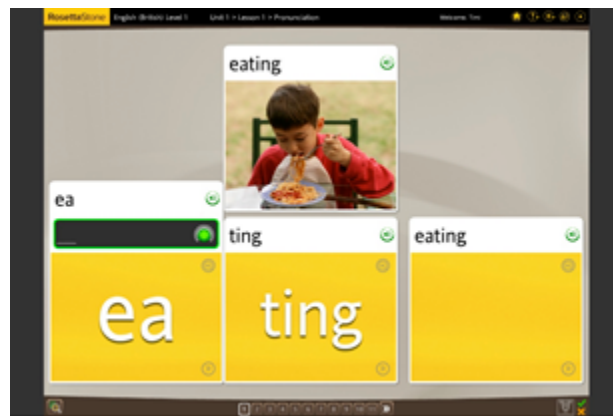 RosettaStone English (British) Level 1 Unit 1 > Lesson 1 > Pronunciation Welcome, Tim
eating
ea
ting
eating
ea
ting